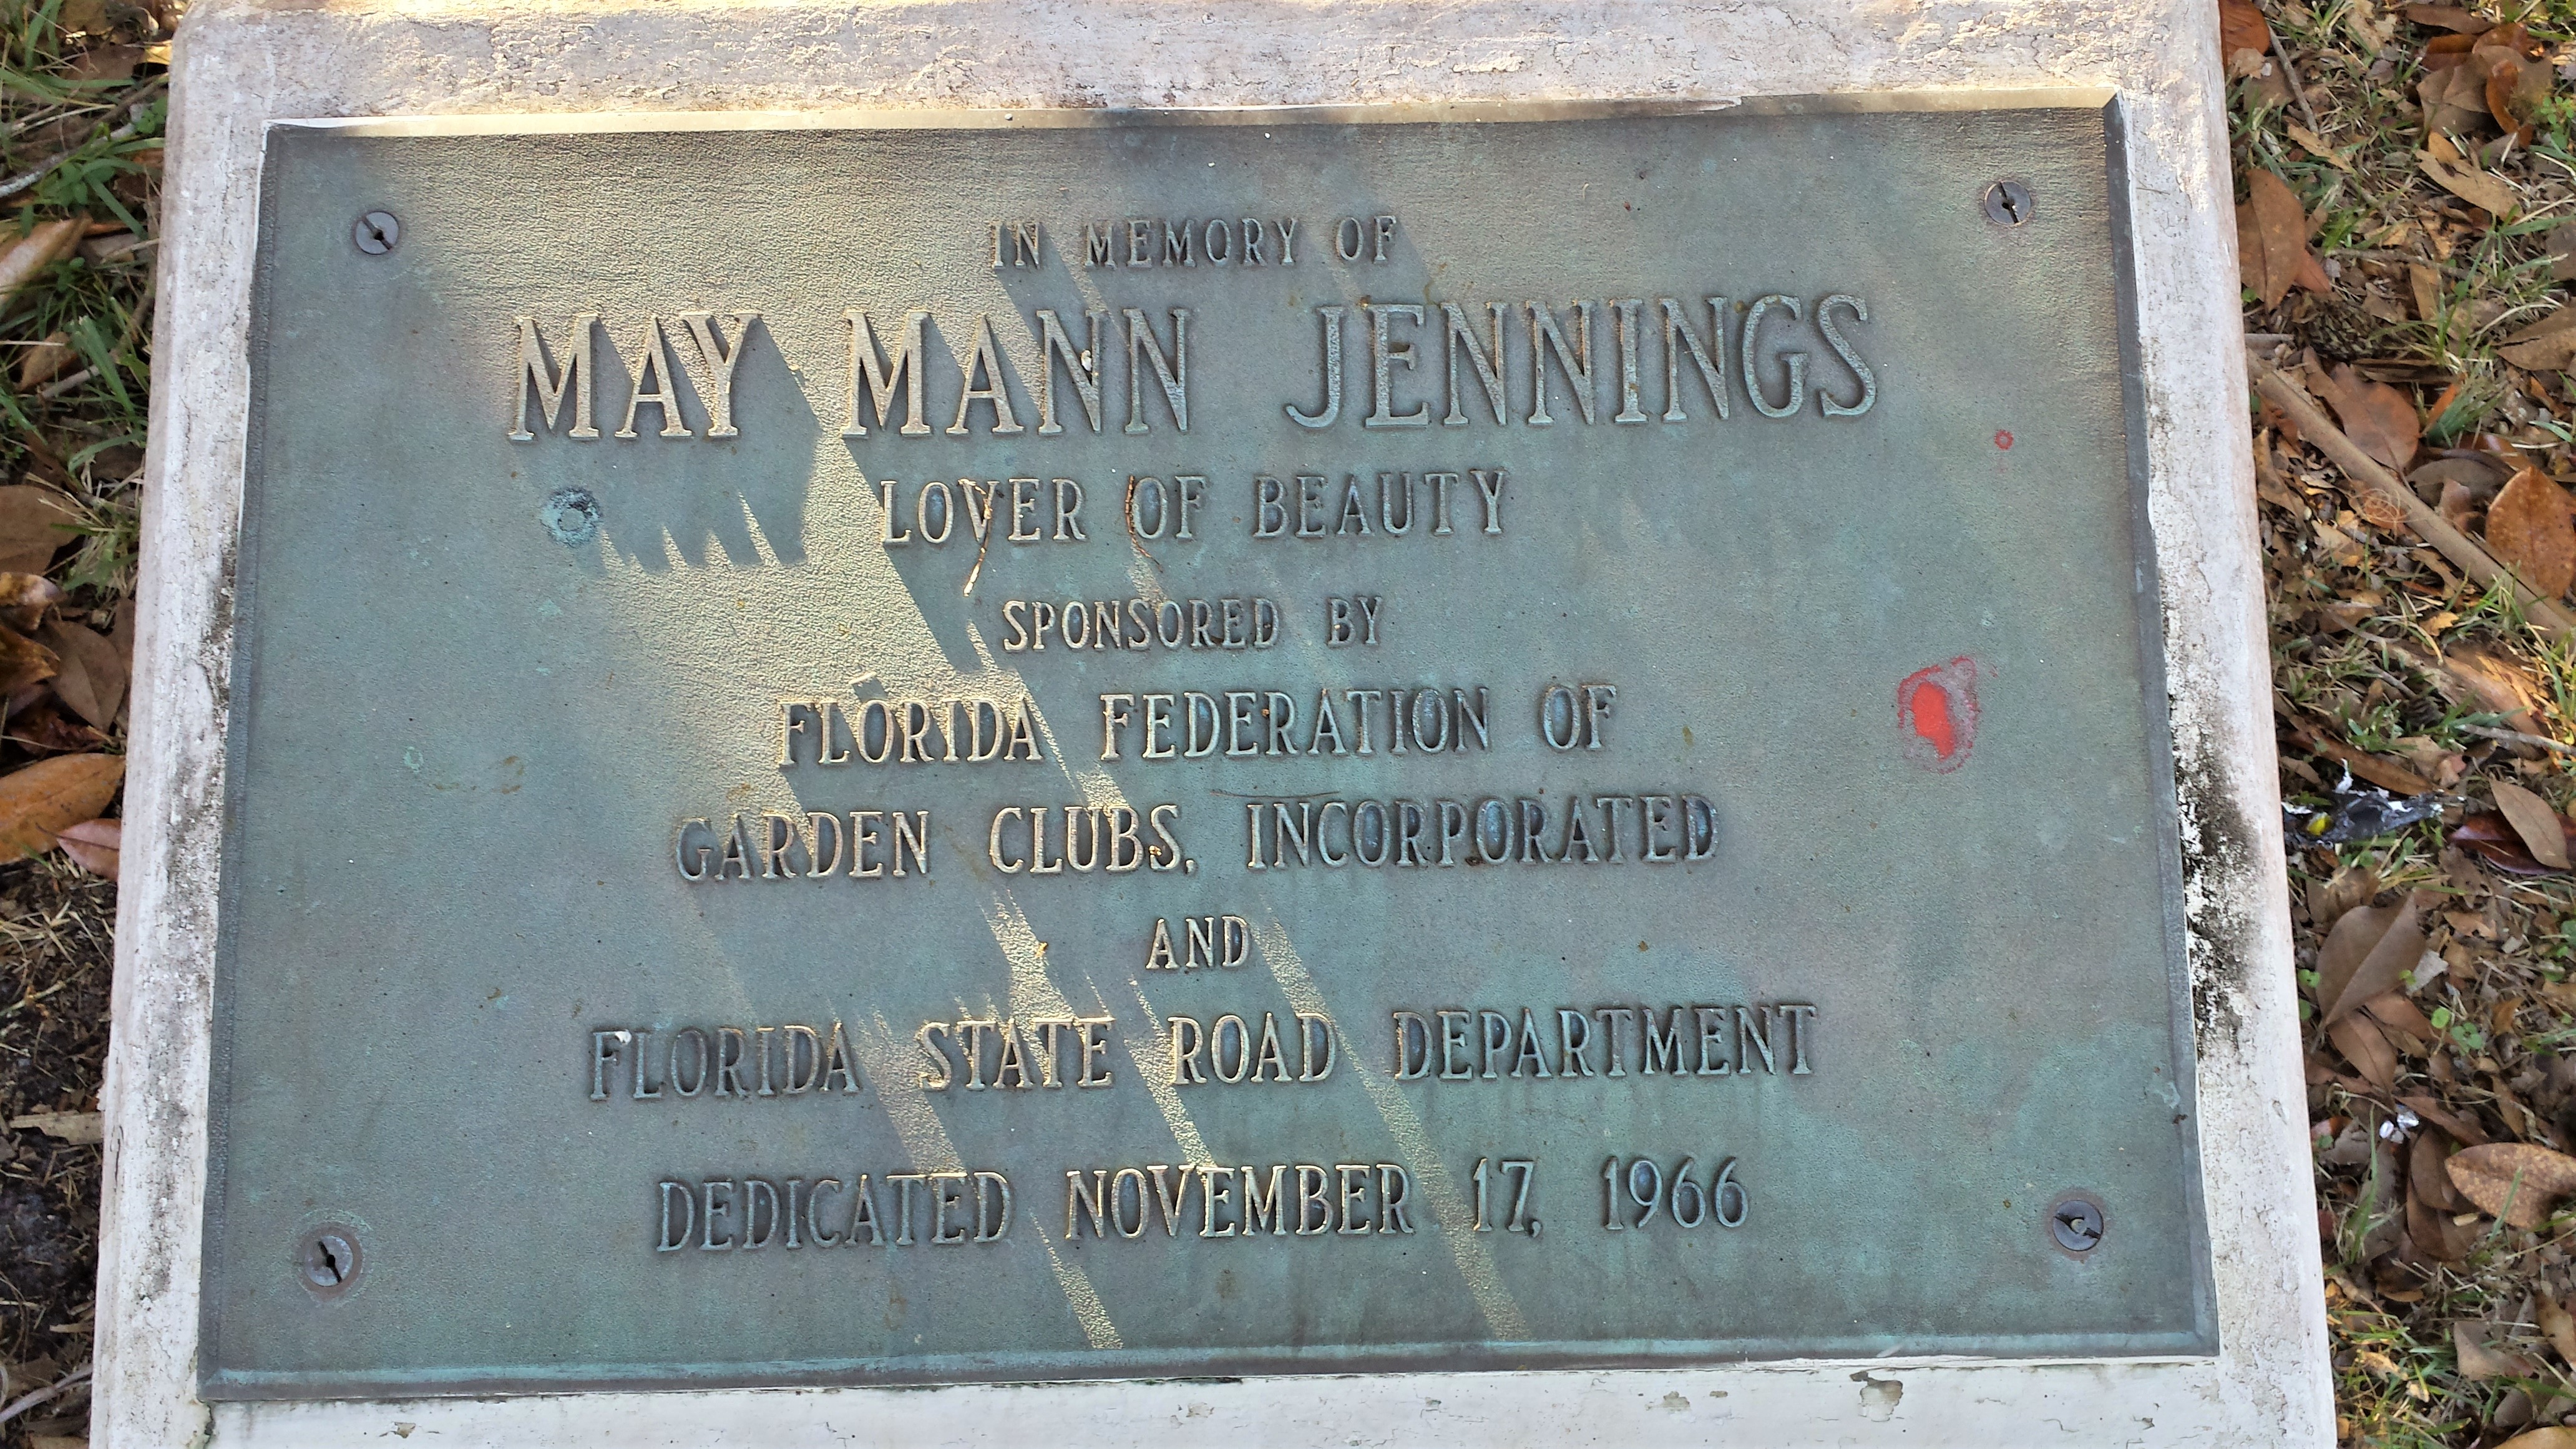 IN MEMORY OF
MAY MANN JENNINGS
LOVER OF BEAUTY
SPONSORED BY
FLORIDA FEDERATION OF
GARDEN CLUBS, INCORPORATED
AND
FLORIDA STATE ROAD DEPARTMENT
DEDICATED NOVEMBER 17, 1966